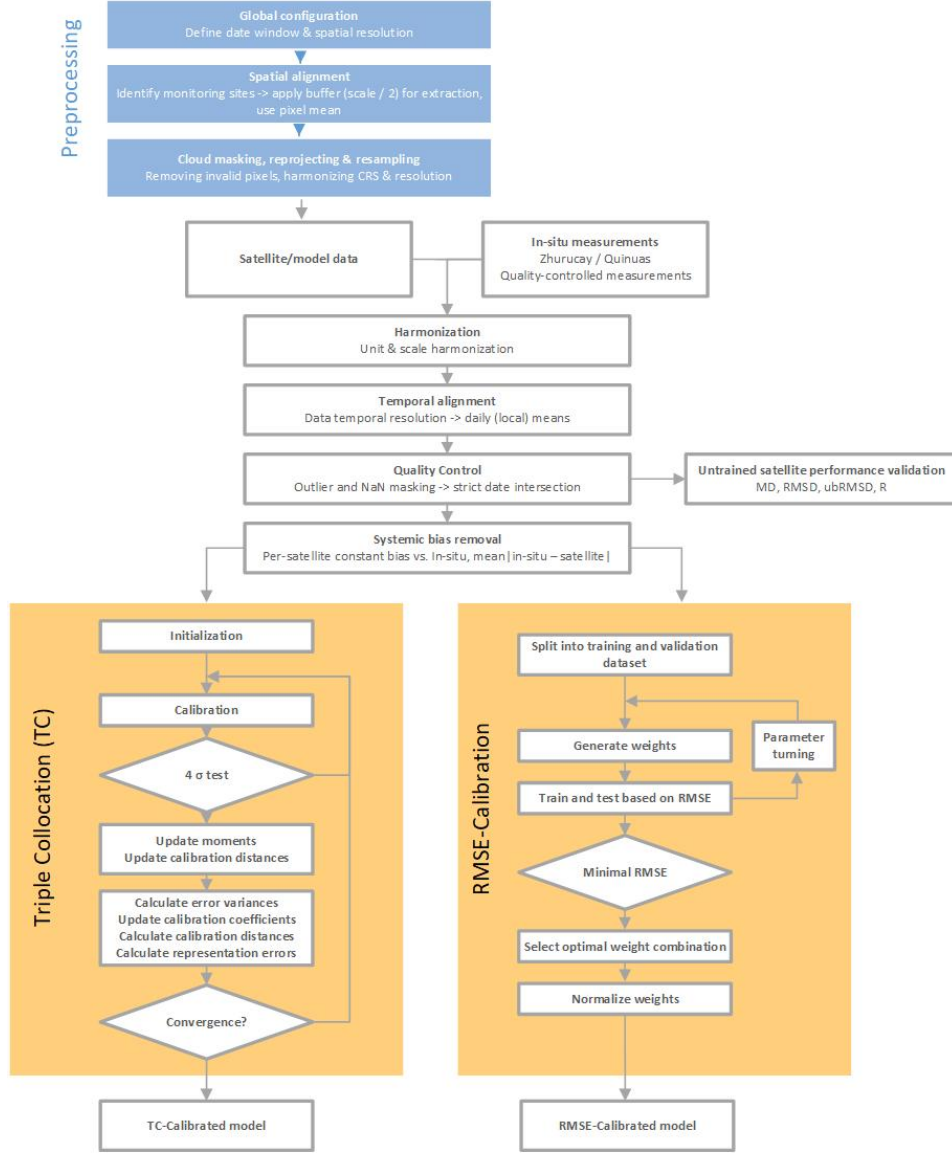 Preprocessing
Global configuration
Define date window & spatial resolution
Spatial alignment
Identify monitoring sites -> apply buffer (scale / 2) for extraction,
use pixel mean
Cloud masking, reprojecting & resampling
Removing invalid pixels, harmonizing CRS & resolution
Satellite/model data
In-situ measurements
Zhurucay / Quinuas
Quality-controlled measurements
Harmonization
Unit & scale harmonization
Temporal alignment
Data temporal resolution -> daily (local) means
Quality Control
Outlier and NaN masking -> strict date intersection
Untrained satellite performance validation
MD, RMSD, ubRMSD, R
Systemic bias removal
Per-satellite constant bias vs. In-situ, mean|in-situ – satellite|
Triple Collocation (TC)
Initialization
Calibration
4 σ test
Update moments
Update calibration distances
Calculate error variances
Update calibration coefficients
Calculate calibration distances
Calculate representation errors
Convergence?
TC-Calibrated model
RMSE-Calibration
Split into training and validation
dataset
Generate weights
Parameter
turning
Train and test based on RMSE
Minimal RMSE
Select optimal weight combination
Normalize weights
RMSE-Calibrated model